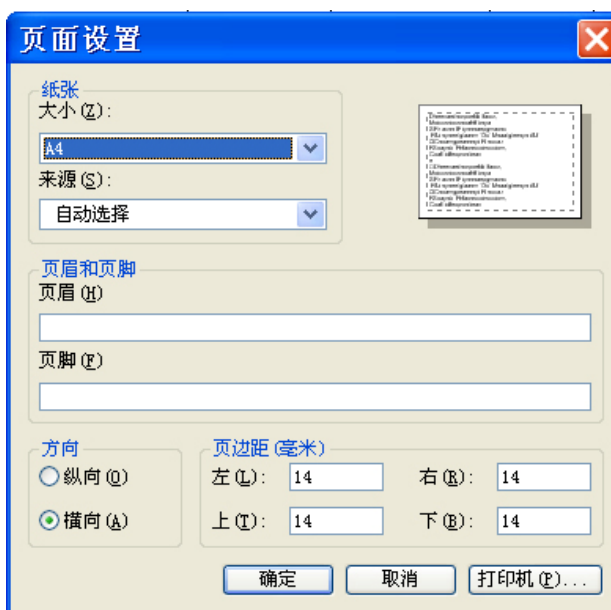 页面设置
纸张
大小(Z):
A4
来源(S):
自动选择
页眉和页脚
页眉(H)
页脚(F)
方向
纵向(O)
横向(A)
页边距(毫米)
左(L): 14 右(R): 14
上(T): 14 下(B): 14
确定 取消 打印机(P)...